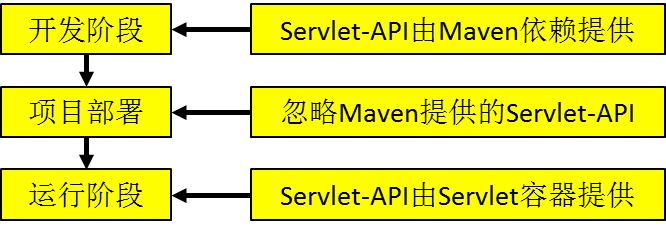 开发阶段
Servlet-API由Maven依赖提供
项目部署
忽略Maven提供的Servlet-API
运行阶段
Servlet-API由Servlet容器提供